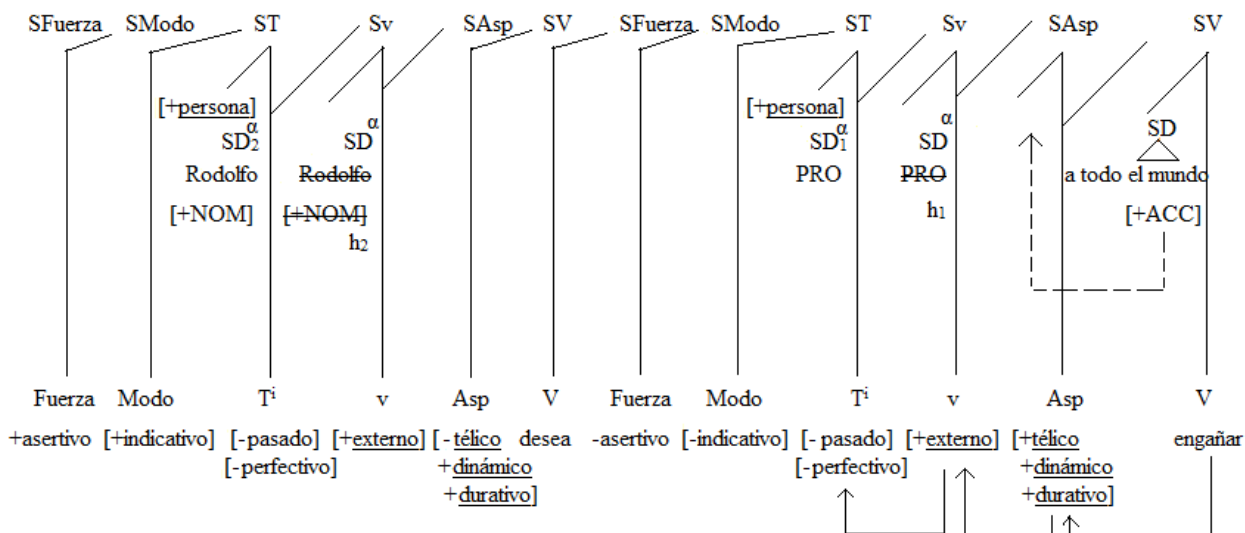 SFuerza SModo ST Sv SAsp SV SFuerza SModo ST Sv SAsp SV
[+persona] [+persona]
SD₂α SDα SD₁α SDα SD
Rodolfo Rodolfo PRO PRO a todo el mundo
[+NOM] [+NOM] h₁ [+ACC]
h₂
Fuerza Modo Tⁱ v Asp V Fuerza Modo Tⁱ v Asp V
+asertivo [+indicativo] [-pasado] [+externo] [-télico desea -asertivo [-indicativo] [-pasado] [+externo] [+télico engañar
[-perfectivo] +dinámico [-perfectivo] +dinámico
+durativo] +durativo]